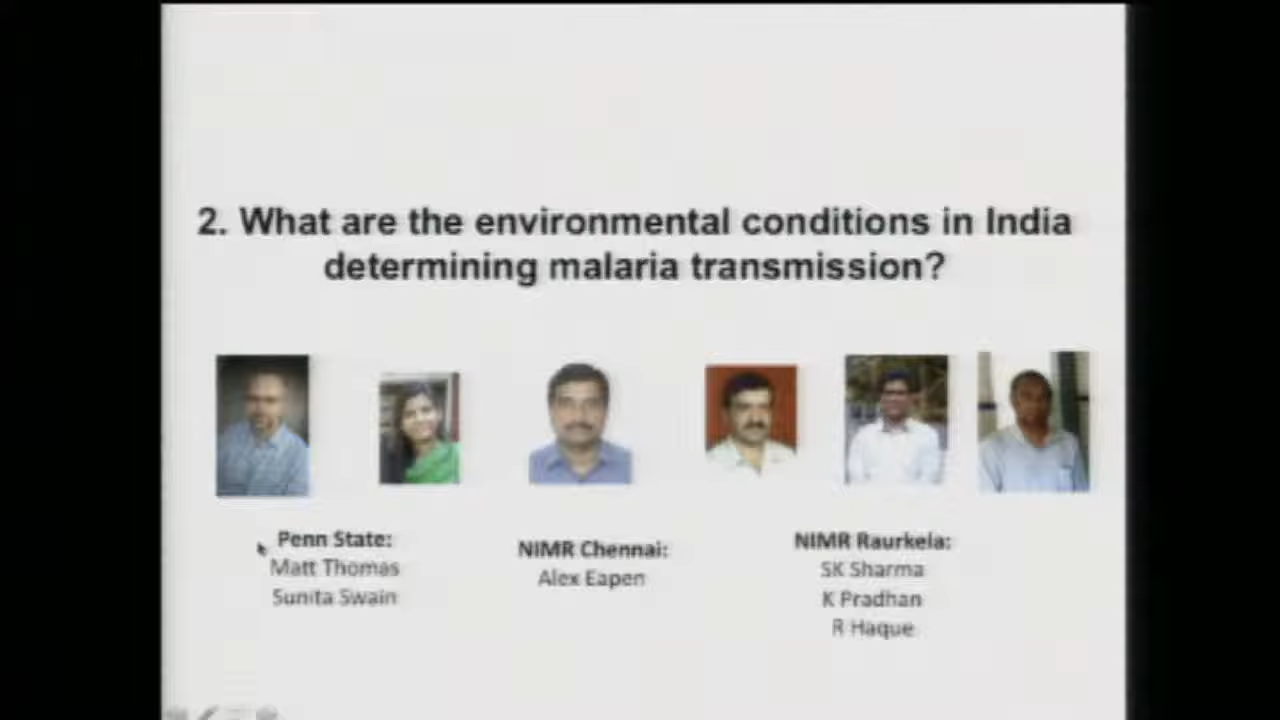 2. What are the environmental conditions in India
determining malaria transmission?
Penn State:
Matt Thomas
Sunita Swain
NIMR Chennai:
Alex Eapen
NIMR Raurkela:
SK Sharma
K Pradhan
R Haque